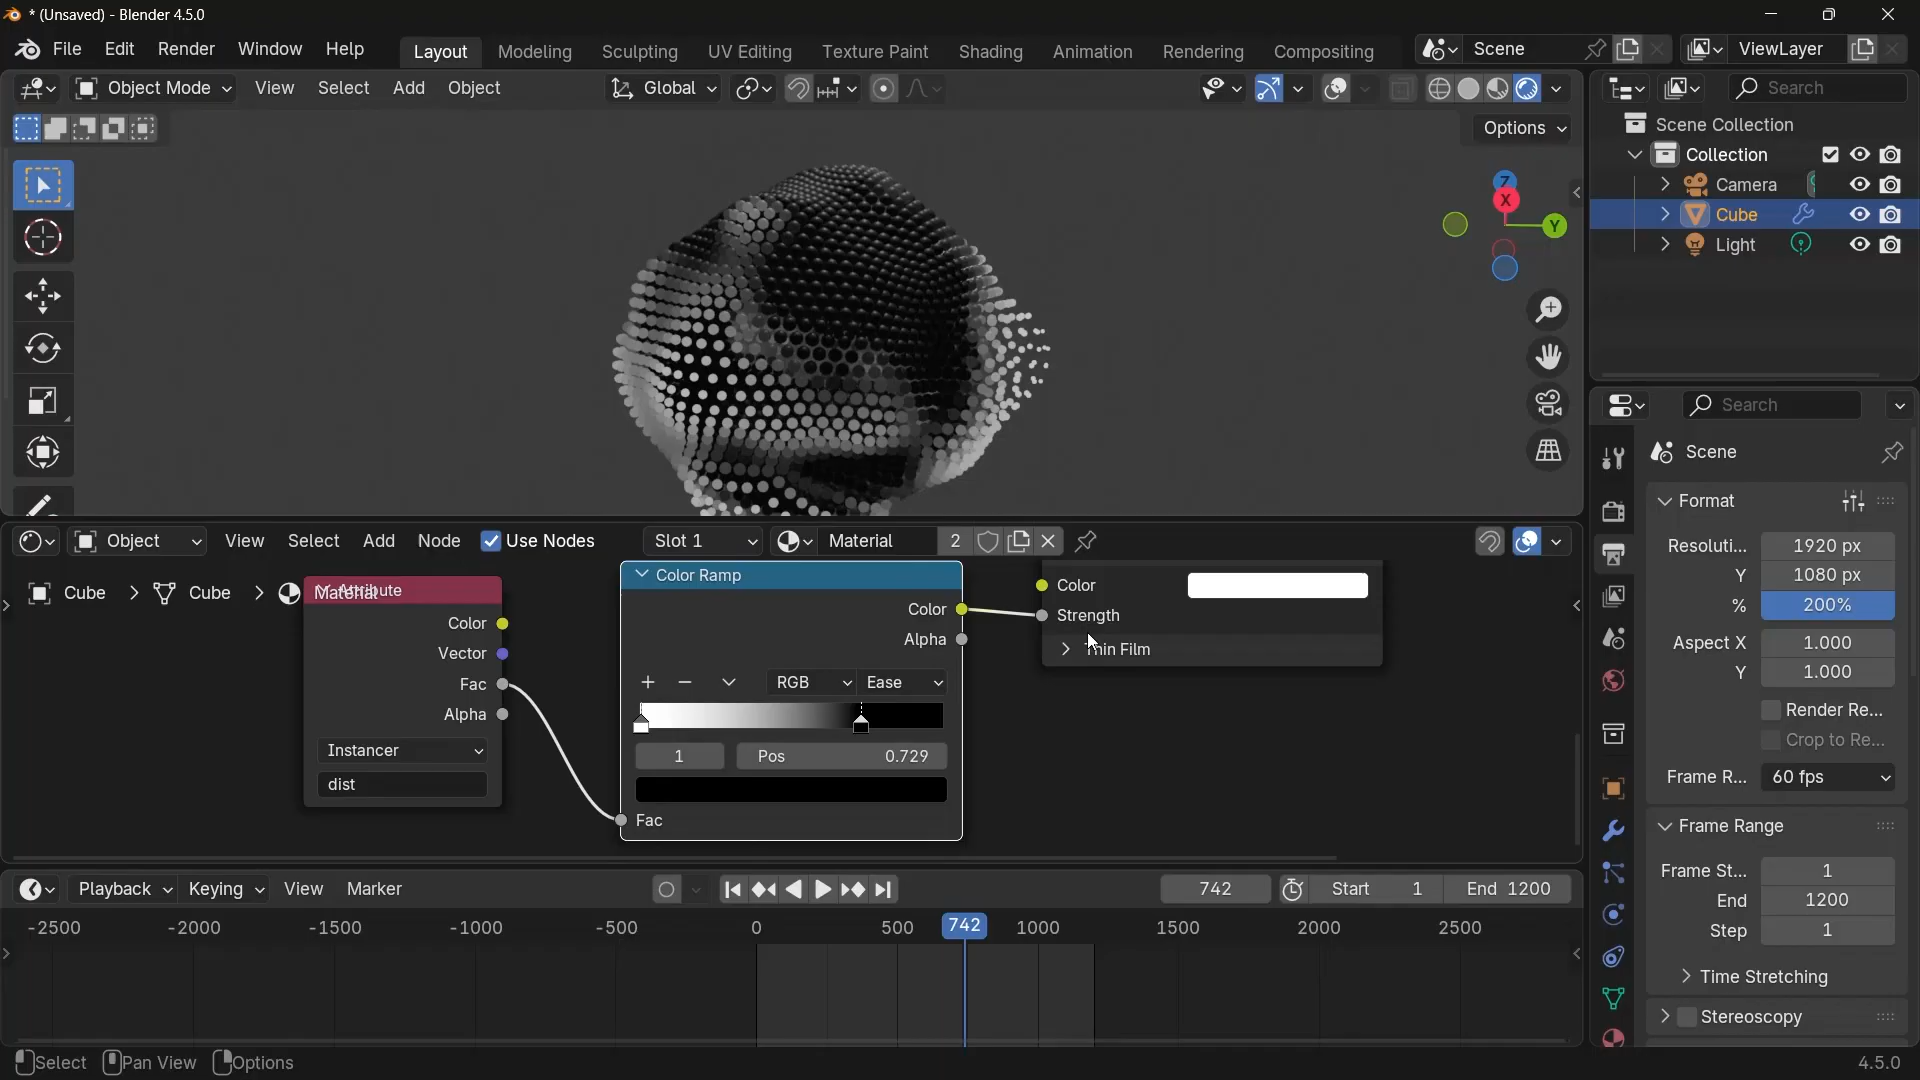 * (Unsaved) - Blender 4.5.0
File Edit Render Window Help Layout Modeling Sculpting UV Editing Texture Paint Shading Animation Rendering Compositing Scene ViewLayer
Object Mode View Select Add Object Global Search
Options
Scene Collection
Collection
Camera
Cube
Light
Z
X
Y
Search
Scene
Format
Resoluti... 1920 px
Y 1080 px
% 200%
Aspect X 1.000
Y 1.000
Render Re...
Crop to Re...
Frame R... 60 fps
Frame Range
Frame St... 1
End 1200
Step 1
Time Stretching
Stereoscopy
Object View Select Add Node Use Nodes Slot 1 Material 2
Cube Cube Material
Attribute
Color
Vector
Fac
Alpha
Instancer
dist
Color Ramp
Color
Alpha
RGB Ease
1 Pos 0.729
Fac
Color
Strength
Thin Film
Playback Keying View Marker 742 Start 1 End 1200
-2500 -2000 -1500 -1000 -500 0 500 742 1000 1500 2000 2500
Select Pan View Options 4.5.0